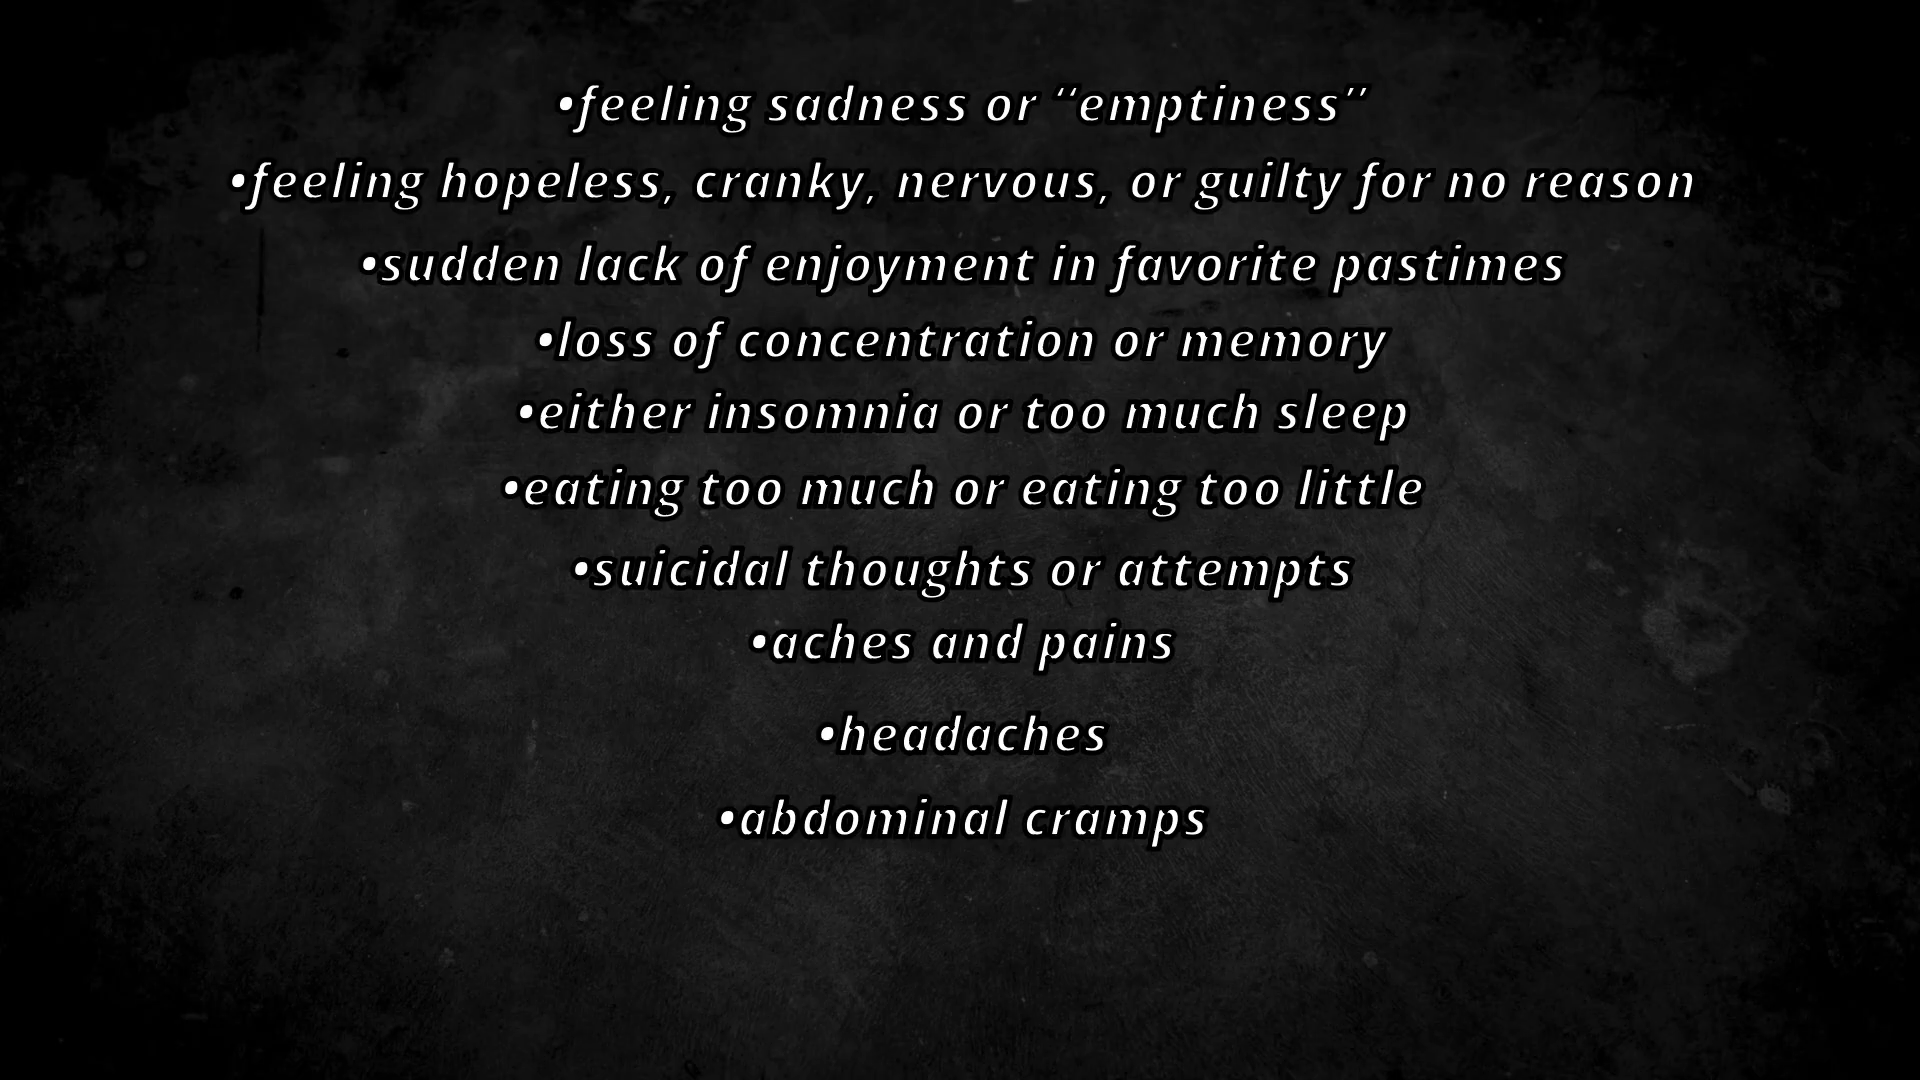 •feeling sadness or “emptiness”
•feeling hopeless, cranky, nervous, or guilty for no reason
•sudden lack of enjoyment in favorite pastimes
•loss of concentration or memory
•either insomnia or too much sleep
•eating too much or eating too little
•suicidal thoughts or attempts
•aches and pains
•headaches
•abdominal cramps